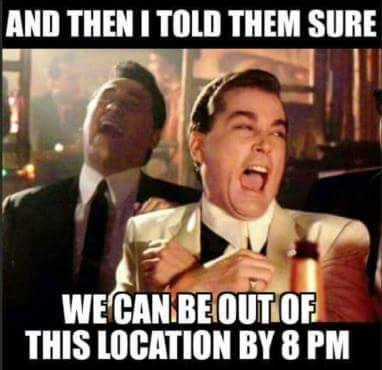 AND THEN I TOLD THEM SURE
WE CAN BE OUT OF
THIS LOCATION BY 8 PM